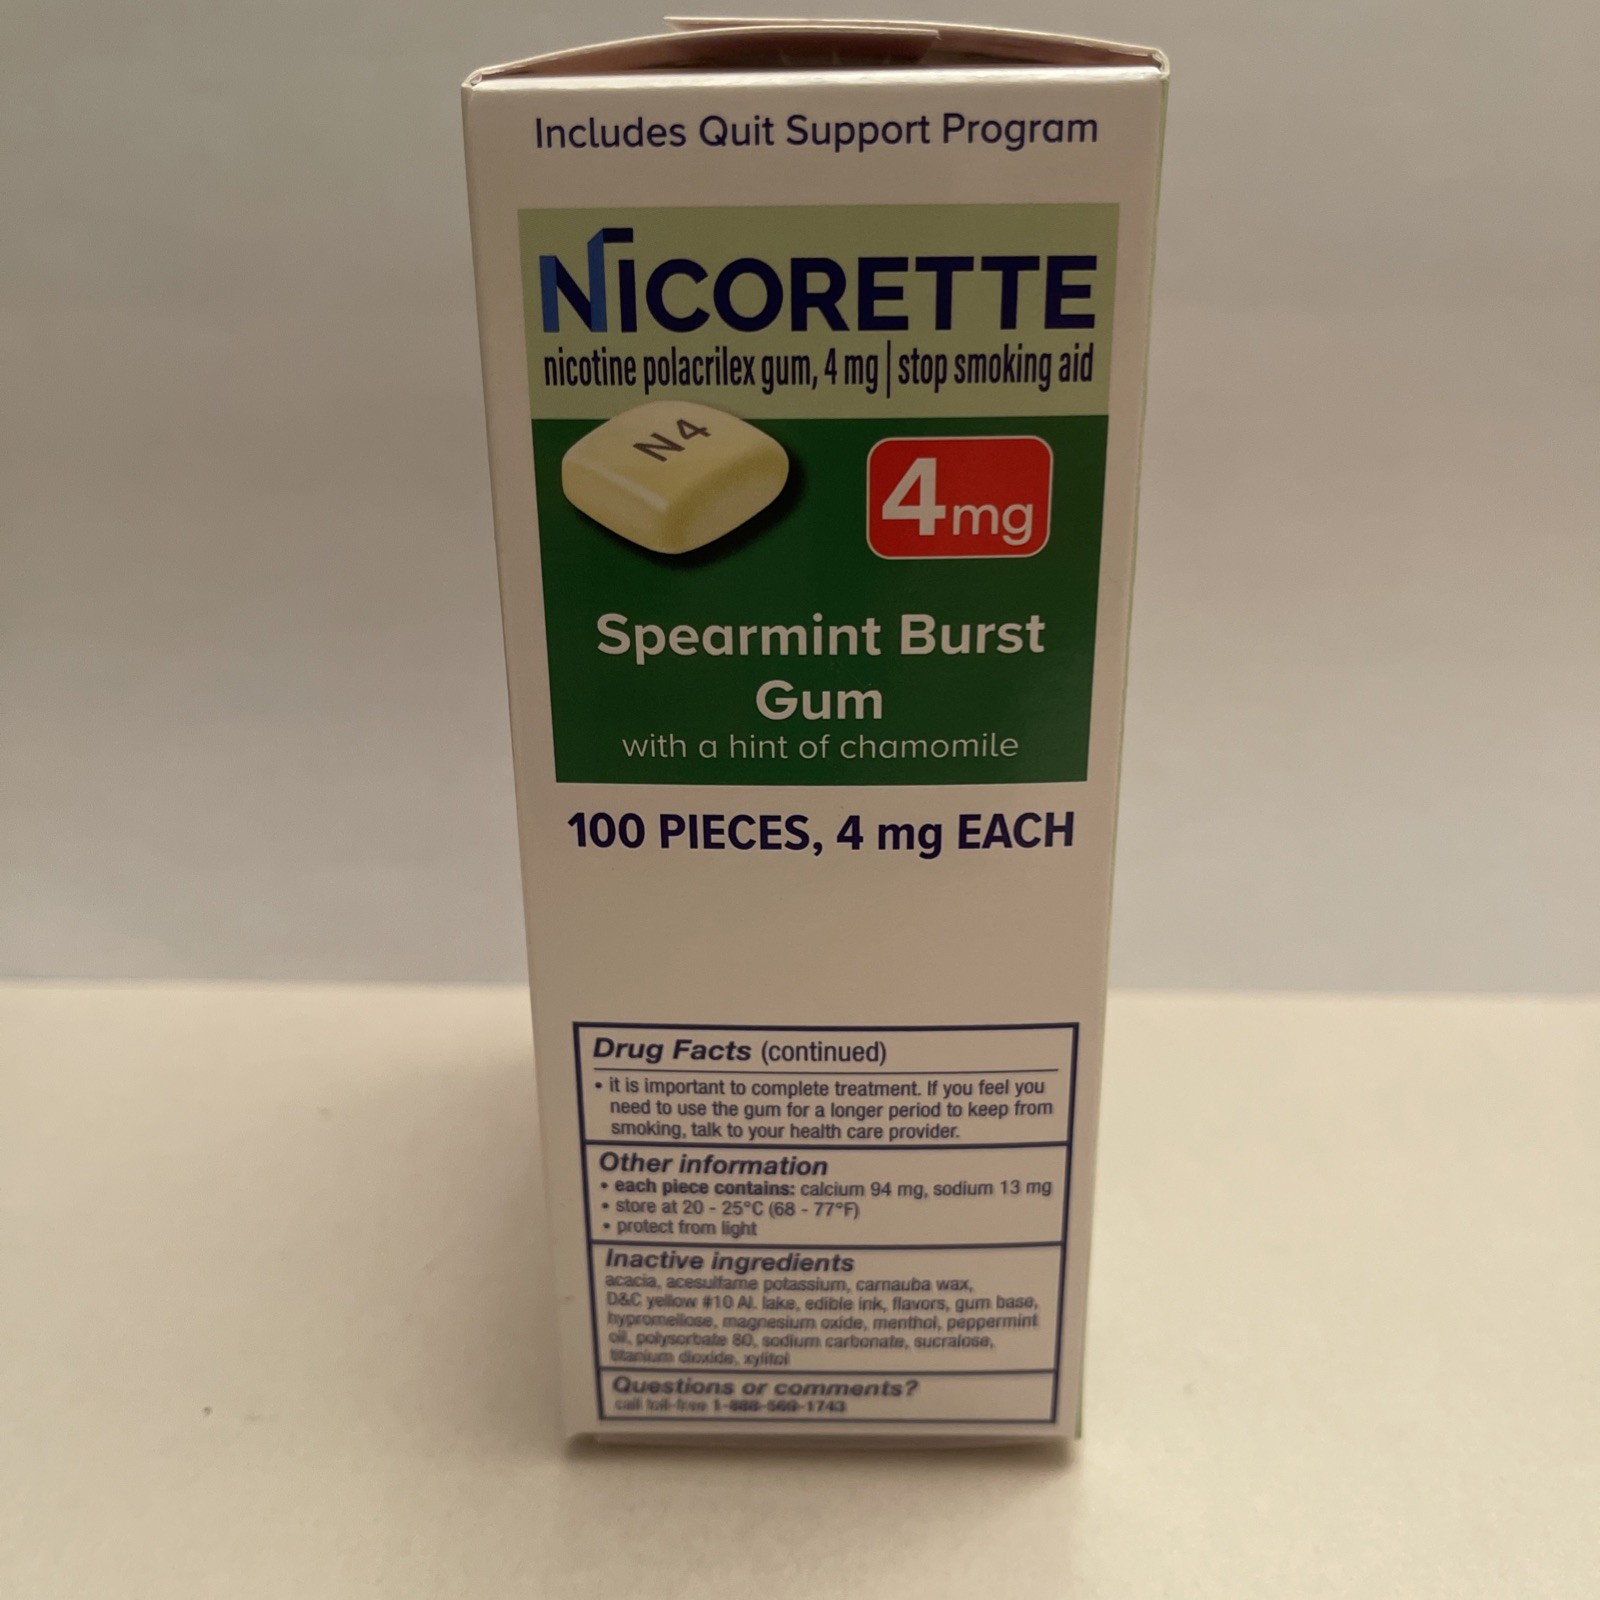 Includes Quit Support Program
NICORETTE
nicotine polacrilex gum, 4 mg | stop smoking aid
N4
4mg
Spearmint Burst
Gum
with a hint of chamomile
100 PIECES, 4 mg EACH
Drug Facts (continued)
• it is important to complete treatment. If you feel you
need to use the gum for a longer period to keep from
smoking, talk to your health care provider.
Other information
• each piece contains: calcium 94 mg, sodium 13 mg
• store at 20 - 25°C (68 - 77°F)
• protect from light
Inactive ingredients
acacia, acesulfame potassium, carnauba wax,
D&C yellow #10 Al. lake, edible ink, flavors, gum base,
hypromellose, magnesium oxide, menthol, peppermint
oil, polysorbate 80, sodium carbonate, sucralose,
titanium dioxide, xylitol
Questions or comments?
call toll-free 1-888-569-1743